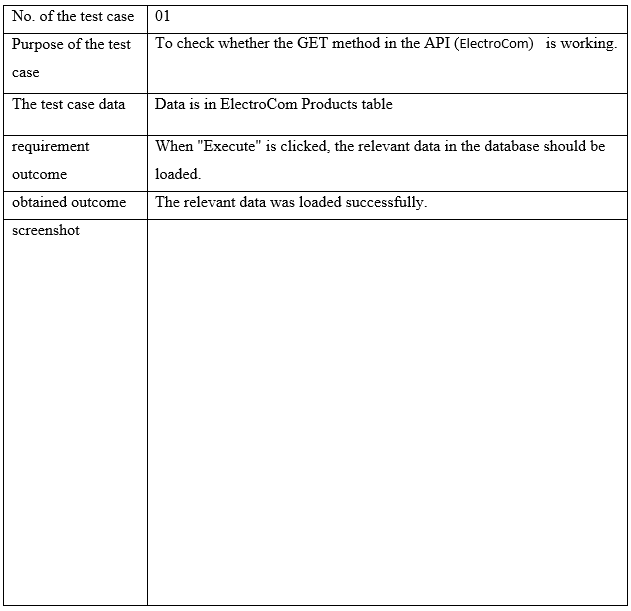 No. of the test case 01
Purpose of the test To check whether the GET method in the API (ElectroCom) is working.
case
The test case data Data is in ElectroCom Products table
requirement When "Execute" is clicked, the relevant data in the database should be
outcome loaded.
obtained outcome The relevant data was loaded successfully.
screenshot